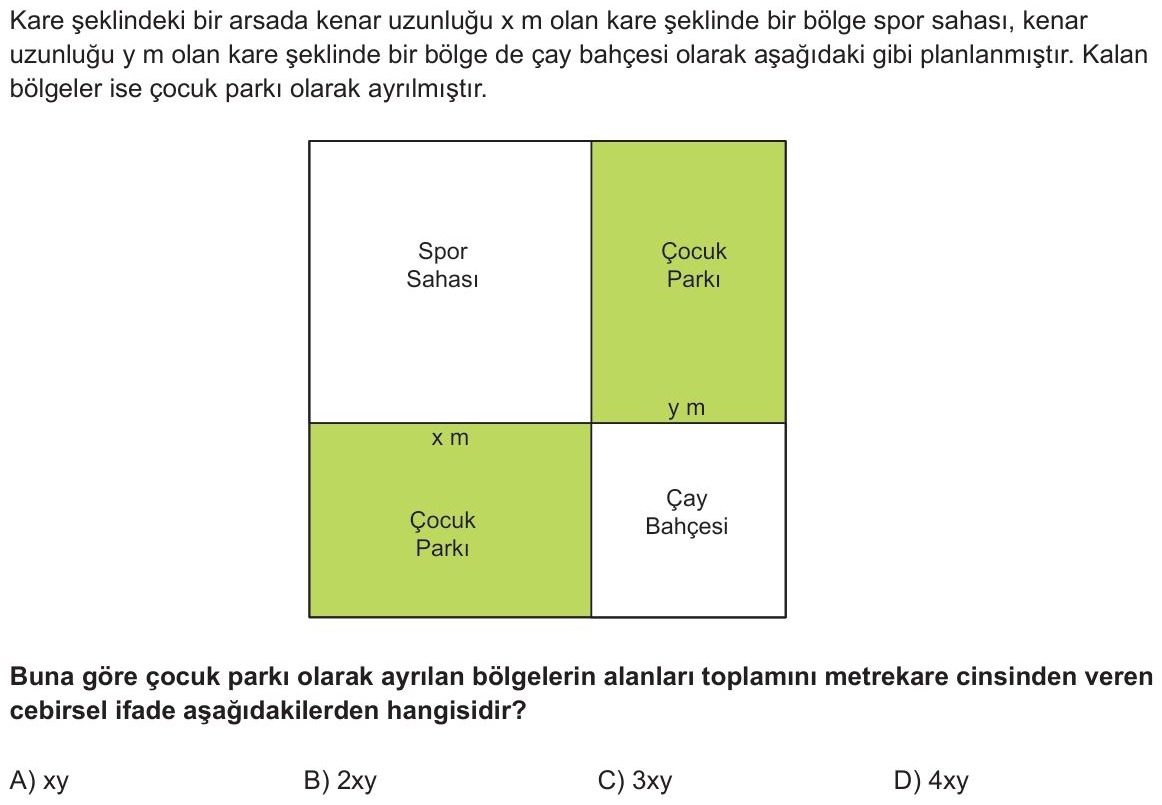 Kare şeklindeki bir arsada kenar uzunluğu x m olan kare şeklinde bir bölge spor sahası, kenar
uzunluğu y m olan kare şeklinde bir bölge de çay bahçesi olarak aşağıdaki gibi planlanmıştır. Kalan
bölgeler ise çocuk parkı olarak ayrılmıştır.
Spor
Sahası
Çocuk
Parkı
y m
x m
Çocuk
Parkı
Çay
Bahçesi
Buna göre çocuk parkı olarak ayrılan bölgelerin alanları toplamını metrekare cinsinden veren
cebirsel ifade aşağıdakilerden hangisidir?
A) xy B) 2xy C) 3xy D) 4xy